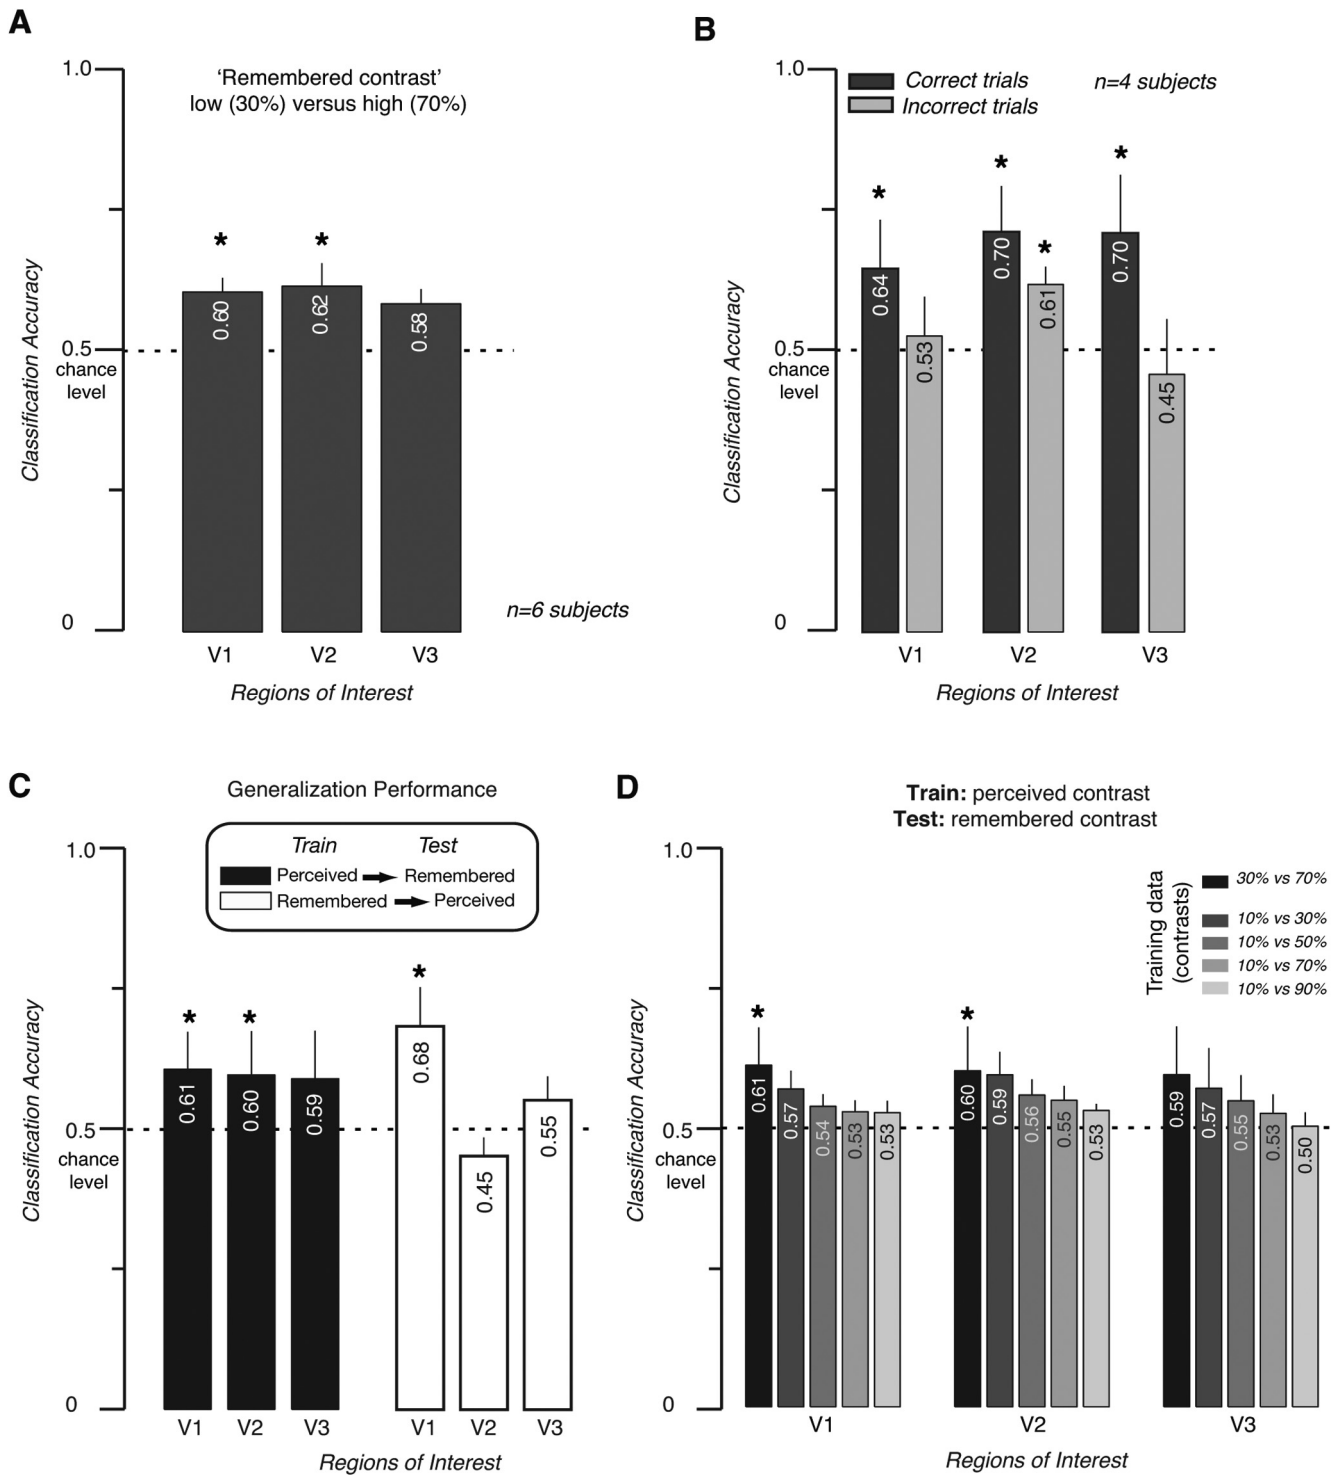 A
1.0
'Remembered contrast'
low (30%) versus high (70%)
*
*
0.60
0.62
0.58
0.5
chance
level
0
n=6 subjects
V1
V2
V3
Regions of Interest
Classification Accuracy
B
1.0
Correct trials
Incorrect trials
n=4 subjects
*
*
*
*
0.64
0.53
0.70
0.61
0.70
0.45
0.5
chance
level
0
V1
V2
V3
Regions of Interest
Classification Accuracy
C
Generalization Performance
Train
Test
Perceived
Remembered
Remembered
Perceived
1.0
*
*
*
0.61
0.60
0.59
0.68
0.45
0.55
0.5
chance
level
0
V1
V2
V3
V1
V2
V3
Regions of Interest
Classification Accuracy
D
Train: perceived contrast
Test: remembered contrast
1.0
Training data
(contrasts)
30% vs 70%
10% vs 30%
10% vs 50%
10% vs 70%
10% vs 90%
*
*
0.61
0.57
0.54
0.53
0.53
0.60
0.59
0.56
0.55
0.53
0.59
0.57
0.55
0.53
0.50
0.5
chance
level
0
V1
V2
V3
Regions of Interest
Classification Accuracy